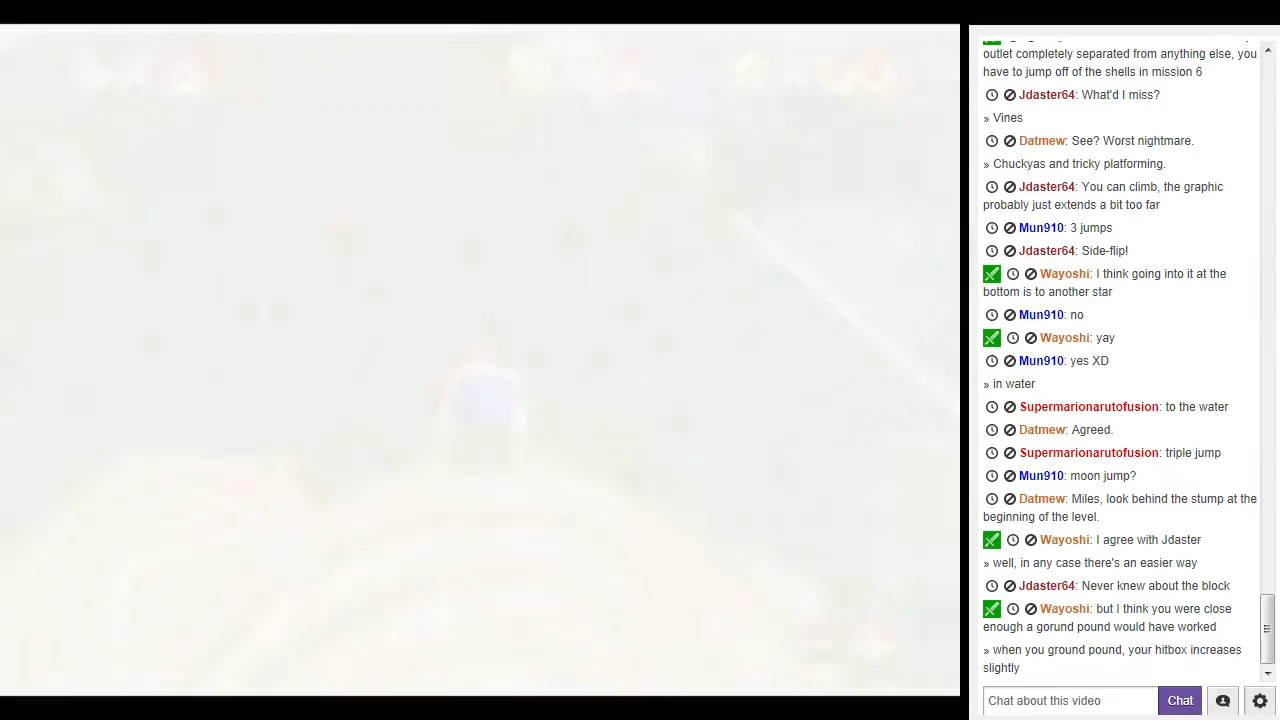 outlet completely separated from anything else, you
have to jump off of the shells in mission 6
Jdaster64: What'd I miss?
» Vines
Datmew: See? Worst nightmare.
» Chuckyas and tricky platforming.
Jdaster64: You can climb, the graphic
probably just extends a bit too far
Mun910: 3 jumps
Jdaster64: Side-flip!
Wayoshi: I think going into it at the
bottom is to another star
Mun910: no
Wayoshi: yay
Mun910: yes XD
» in water
Supermarionarutofusion: to the water
Datmew: Agreed.
Supermarionarutofusion: triple jump
Mun910: moon jump?
Datmew: Miles, look behind the stump at the
beginning of the level.
Wayoshi: I agree with Jdaster
» well, in any case there's an easier way
Jdaster64: Never knew about the block
Wayoshi: but I think you were close
enough a gorund pound would have worked
» when you ground pound, your hitbox increases
slightly
Chat about this video
Chat